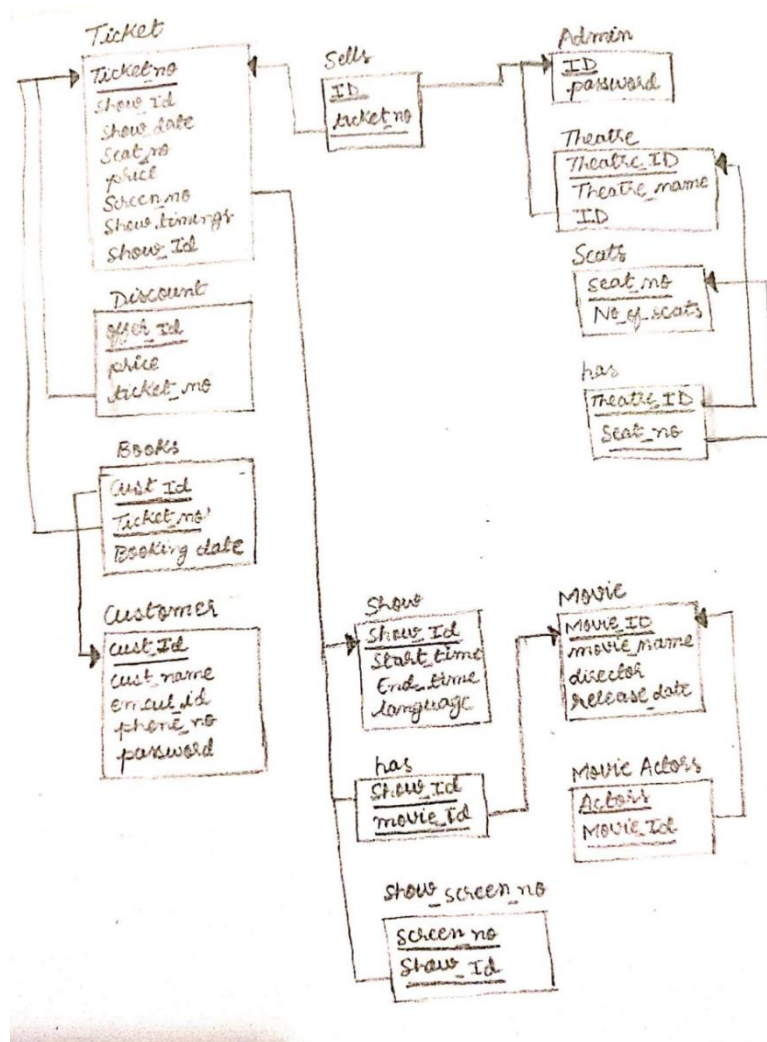 Ticket
Ticket_no
Show_Id
Show_date
Seat_no
price
Screen_no
Show_timings
Show_Id
Sells
ID
ticket_no
Admin
ID
password
Theatre
Theatre_ID
Theatre_name
ID
Seats
Seat_no
No_of_seats
has
Theatre_ID
Seat_no
Discount
offer_Id
price
ticket_no
Books
Cust_Id
Ticket_no
Booking date
Customer
Cust_Id
cust_name
email_id
phone_no
password
Show
Show_Id
Start_time
End_time
language
has
Show_Id
movie_Id
Show_screen_no
Screen_no
Show_Id
Movie
Movie_ID
movie_name
director
release_date
Movie Actors
Actors
Movie_Id